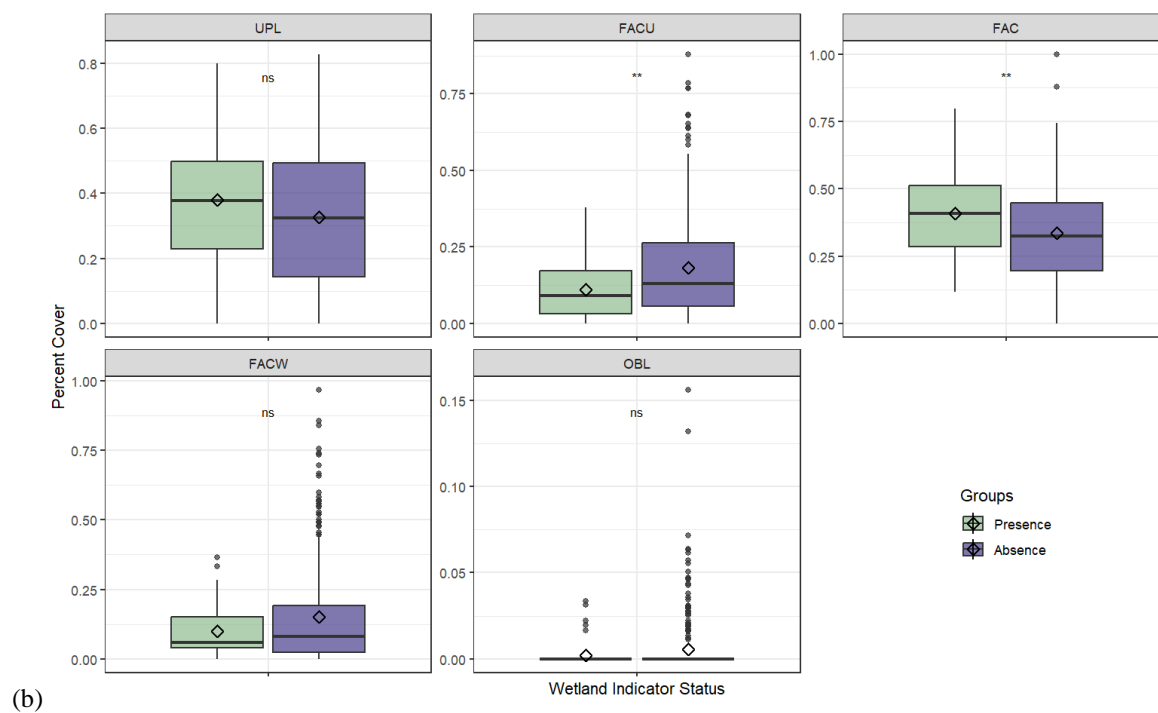 UPL FACU FAC
ns ** **
0.8
0.6
0.4
0.2
0.0
0.75
0.50
0.25
0.00
1.00
0.75
0.50
0.25
0.00
Percent Cover
FACW OBL
ns ns
1.00
0.75
0.50
0.25
0.00
0.15
0.10
0.05
0.00
Groups
Presence
Absence
Wetland Indicator Status
(b)